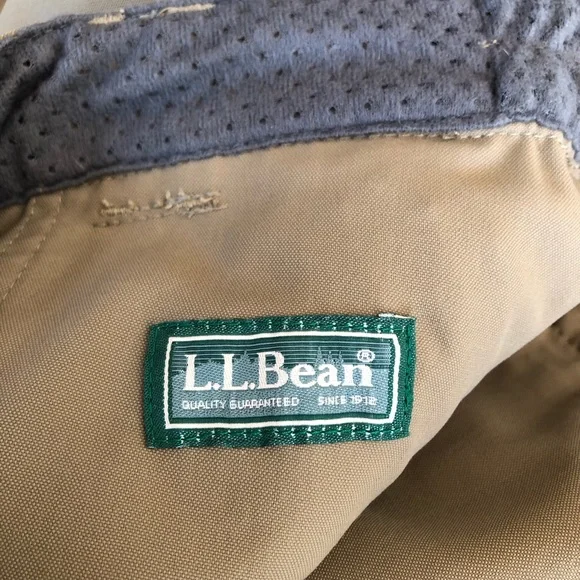 L.L.Bean®
QUALITY GUARANTEED SINCE 1912